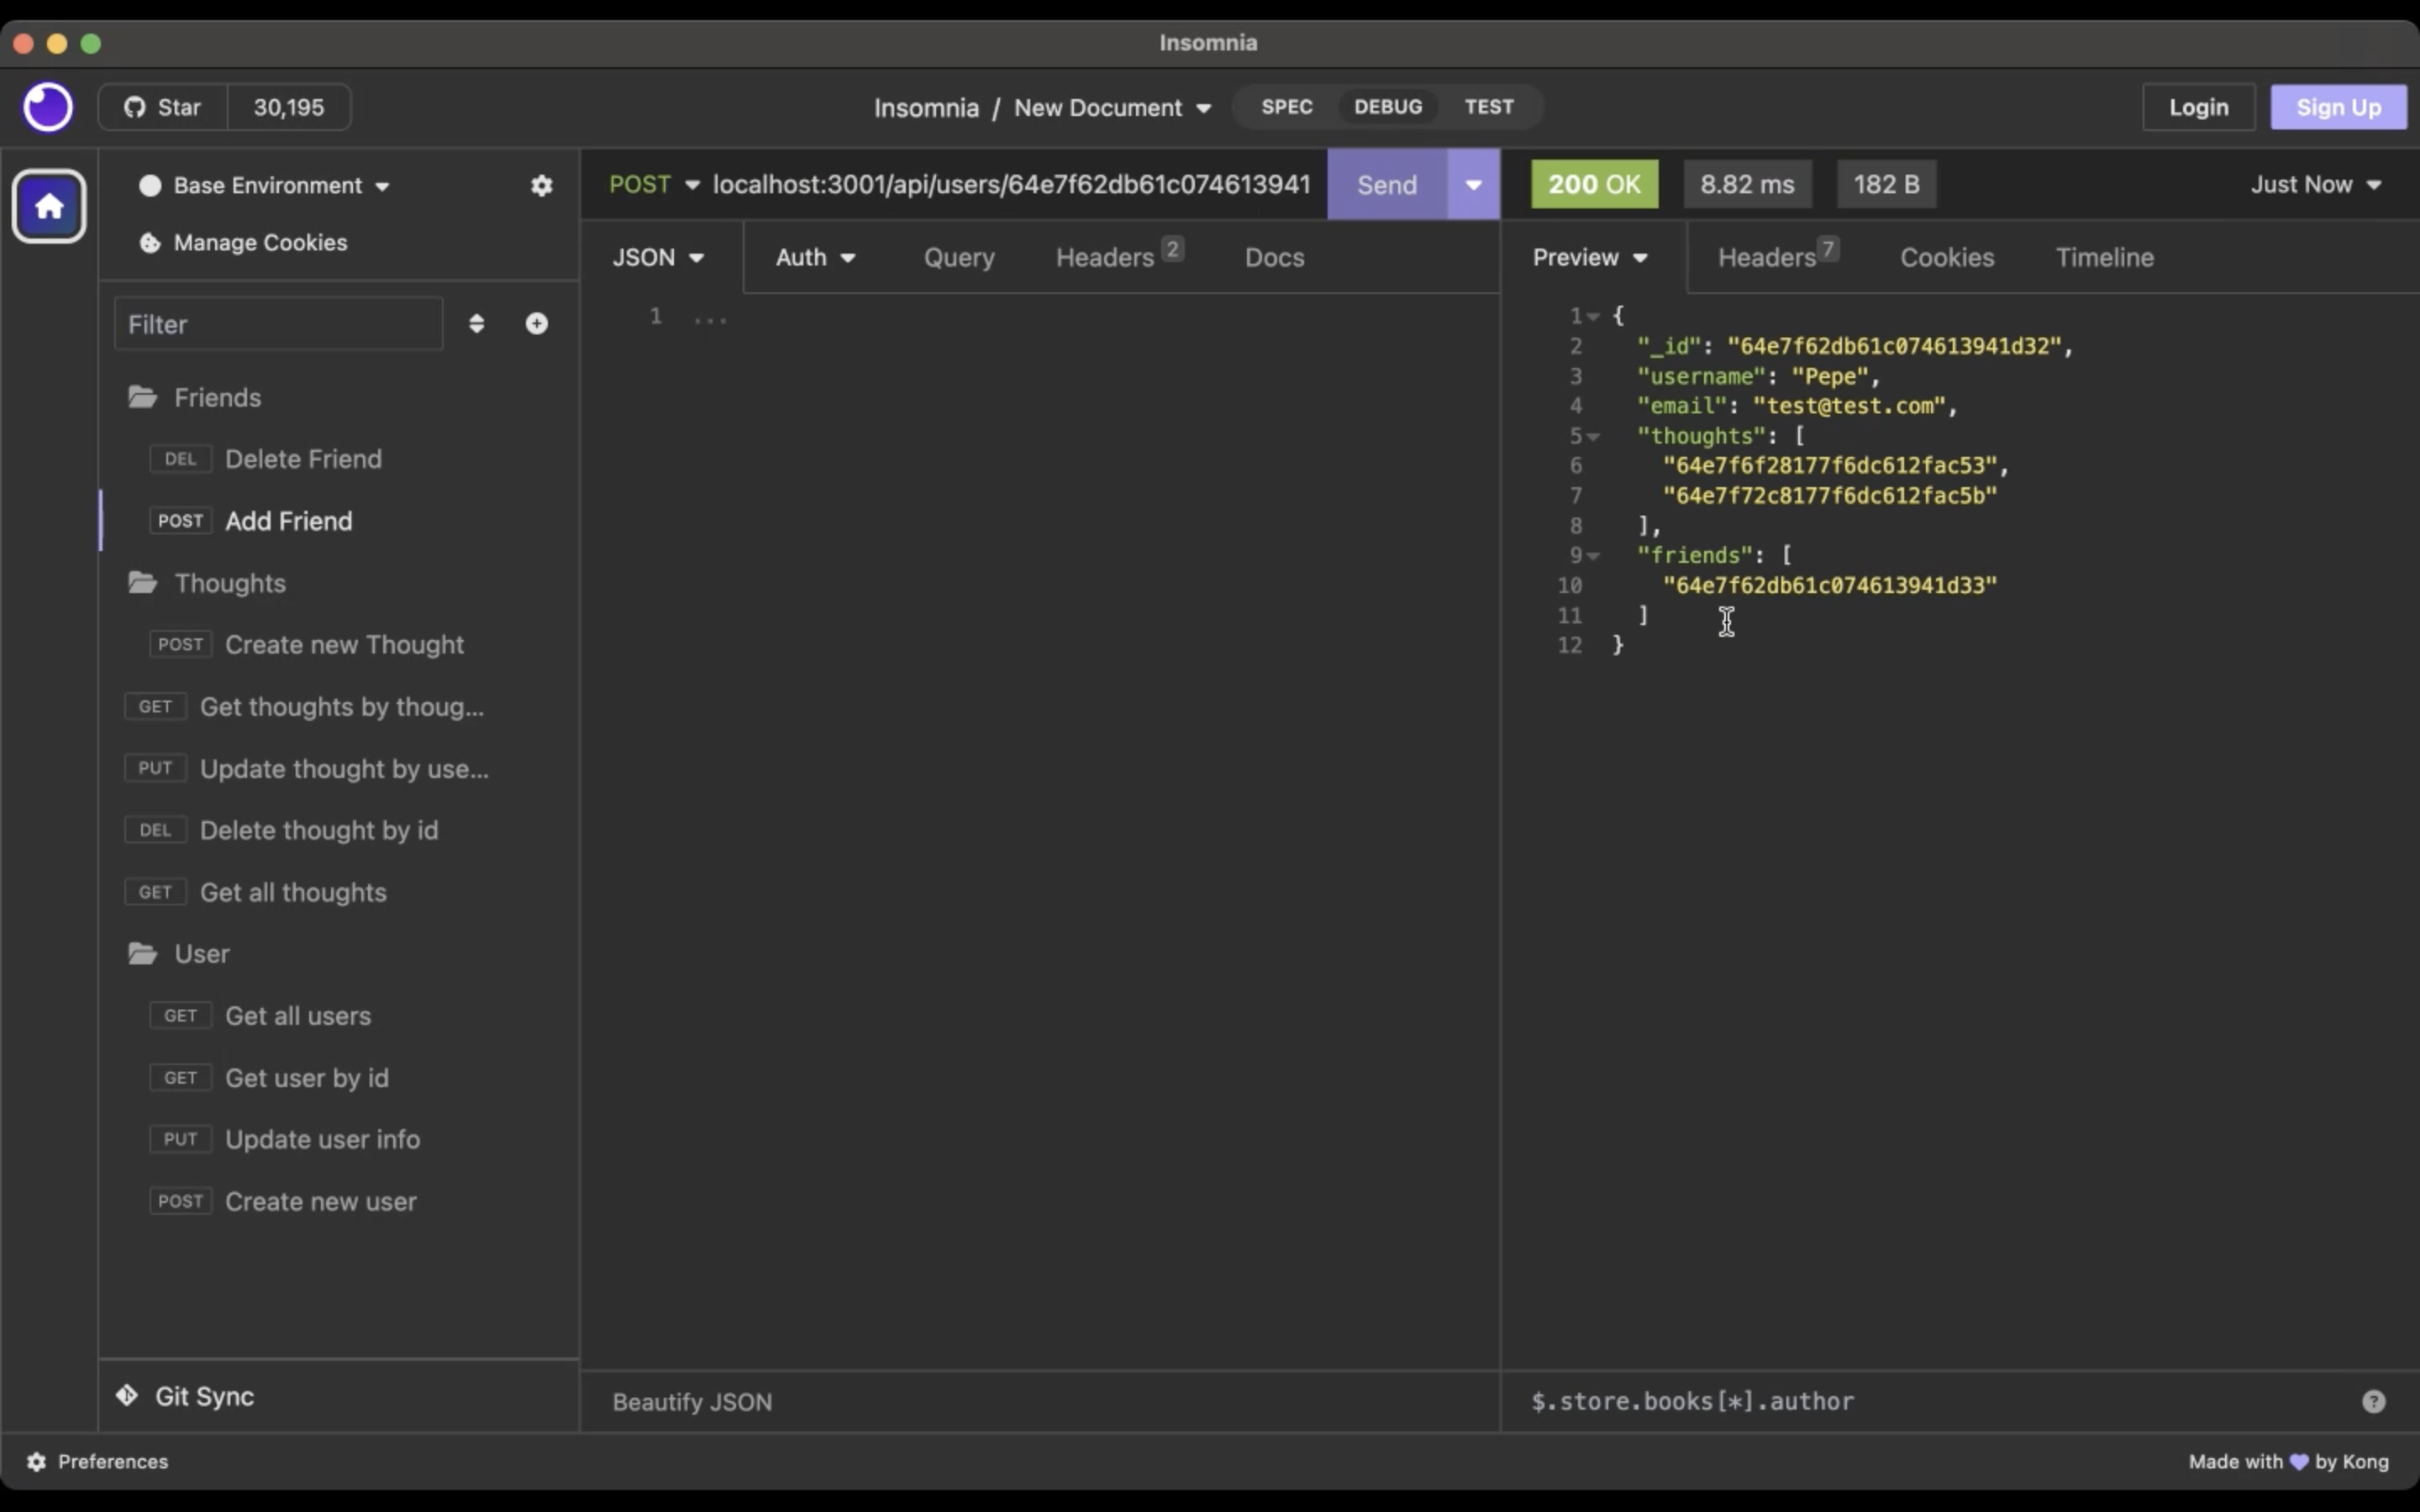 Insomnia
Star 30,195
Insomnia / New Document
SPEC DEBUG TEST
Login Sign Up
Base Environment
Manage Cookies
Filter
Friends
DEL Delete Friend
POST Add Friend
Thoughts
POST Create new Thought
GET Get thoughts by thoug...
PUT Update thought by use...
DEL Delete thought by id
GET Get all thoughts
User
GET Get all users
GET Get user by id
PUT Update user info
POST Create new user
Git Sync
Preferences
POST localhost:3001/api/users/64e7f62db61c074613941 Send
JSON Auth Query Headers 2 Docs
1 ...
Beautify JSON
200 OK 8.82 ms 182 B Just Now
Preview Headers 7 Cookies Timeline
1 {
2 "_id": "64e7f62db61c074613941d32",
3 "username": "Pepe",
4 "email": "test@test.com",
5 "thoughts": [
6 "64e7f6f28177f6dc612fac53",
7 "64e7f72c8177f6dc612fac5b"
8 ],
9 "friends": [
10 "64e7f62db61c074613941d33"
11 ]
12 }
$.store.books[*].author ?
Made with 💜 by Kong